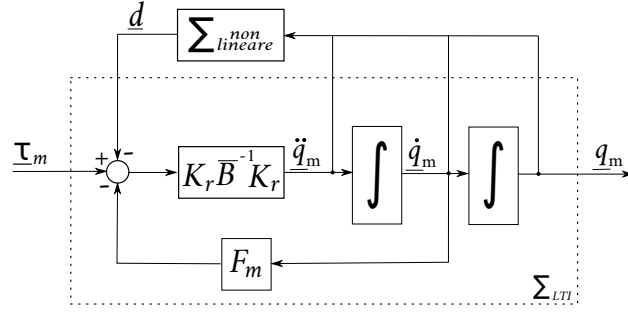 d
Σ non lineare
τm + - -
Kr B̅⁻¹ Kr
q̈m
∫
q̇m
∫
qm
Fm
ΣLTI